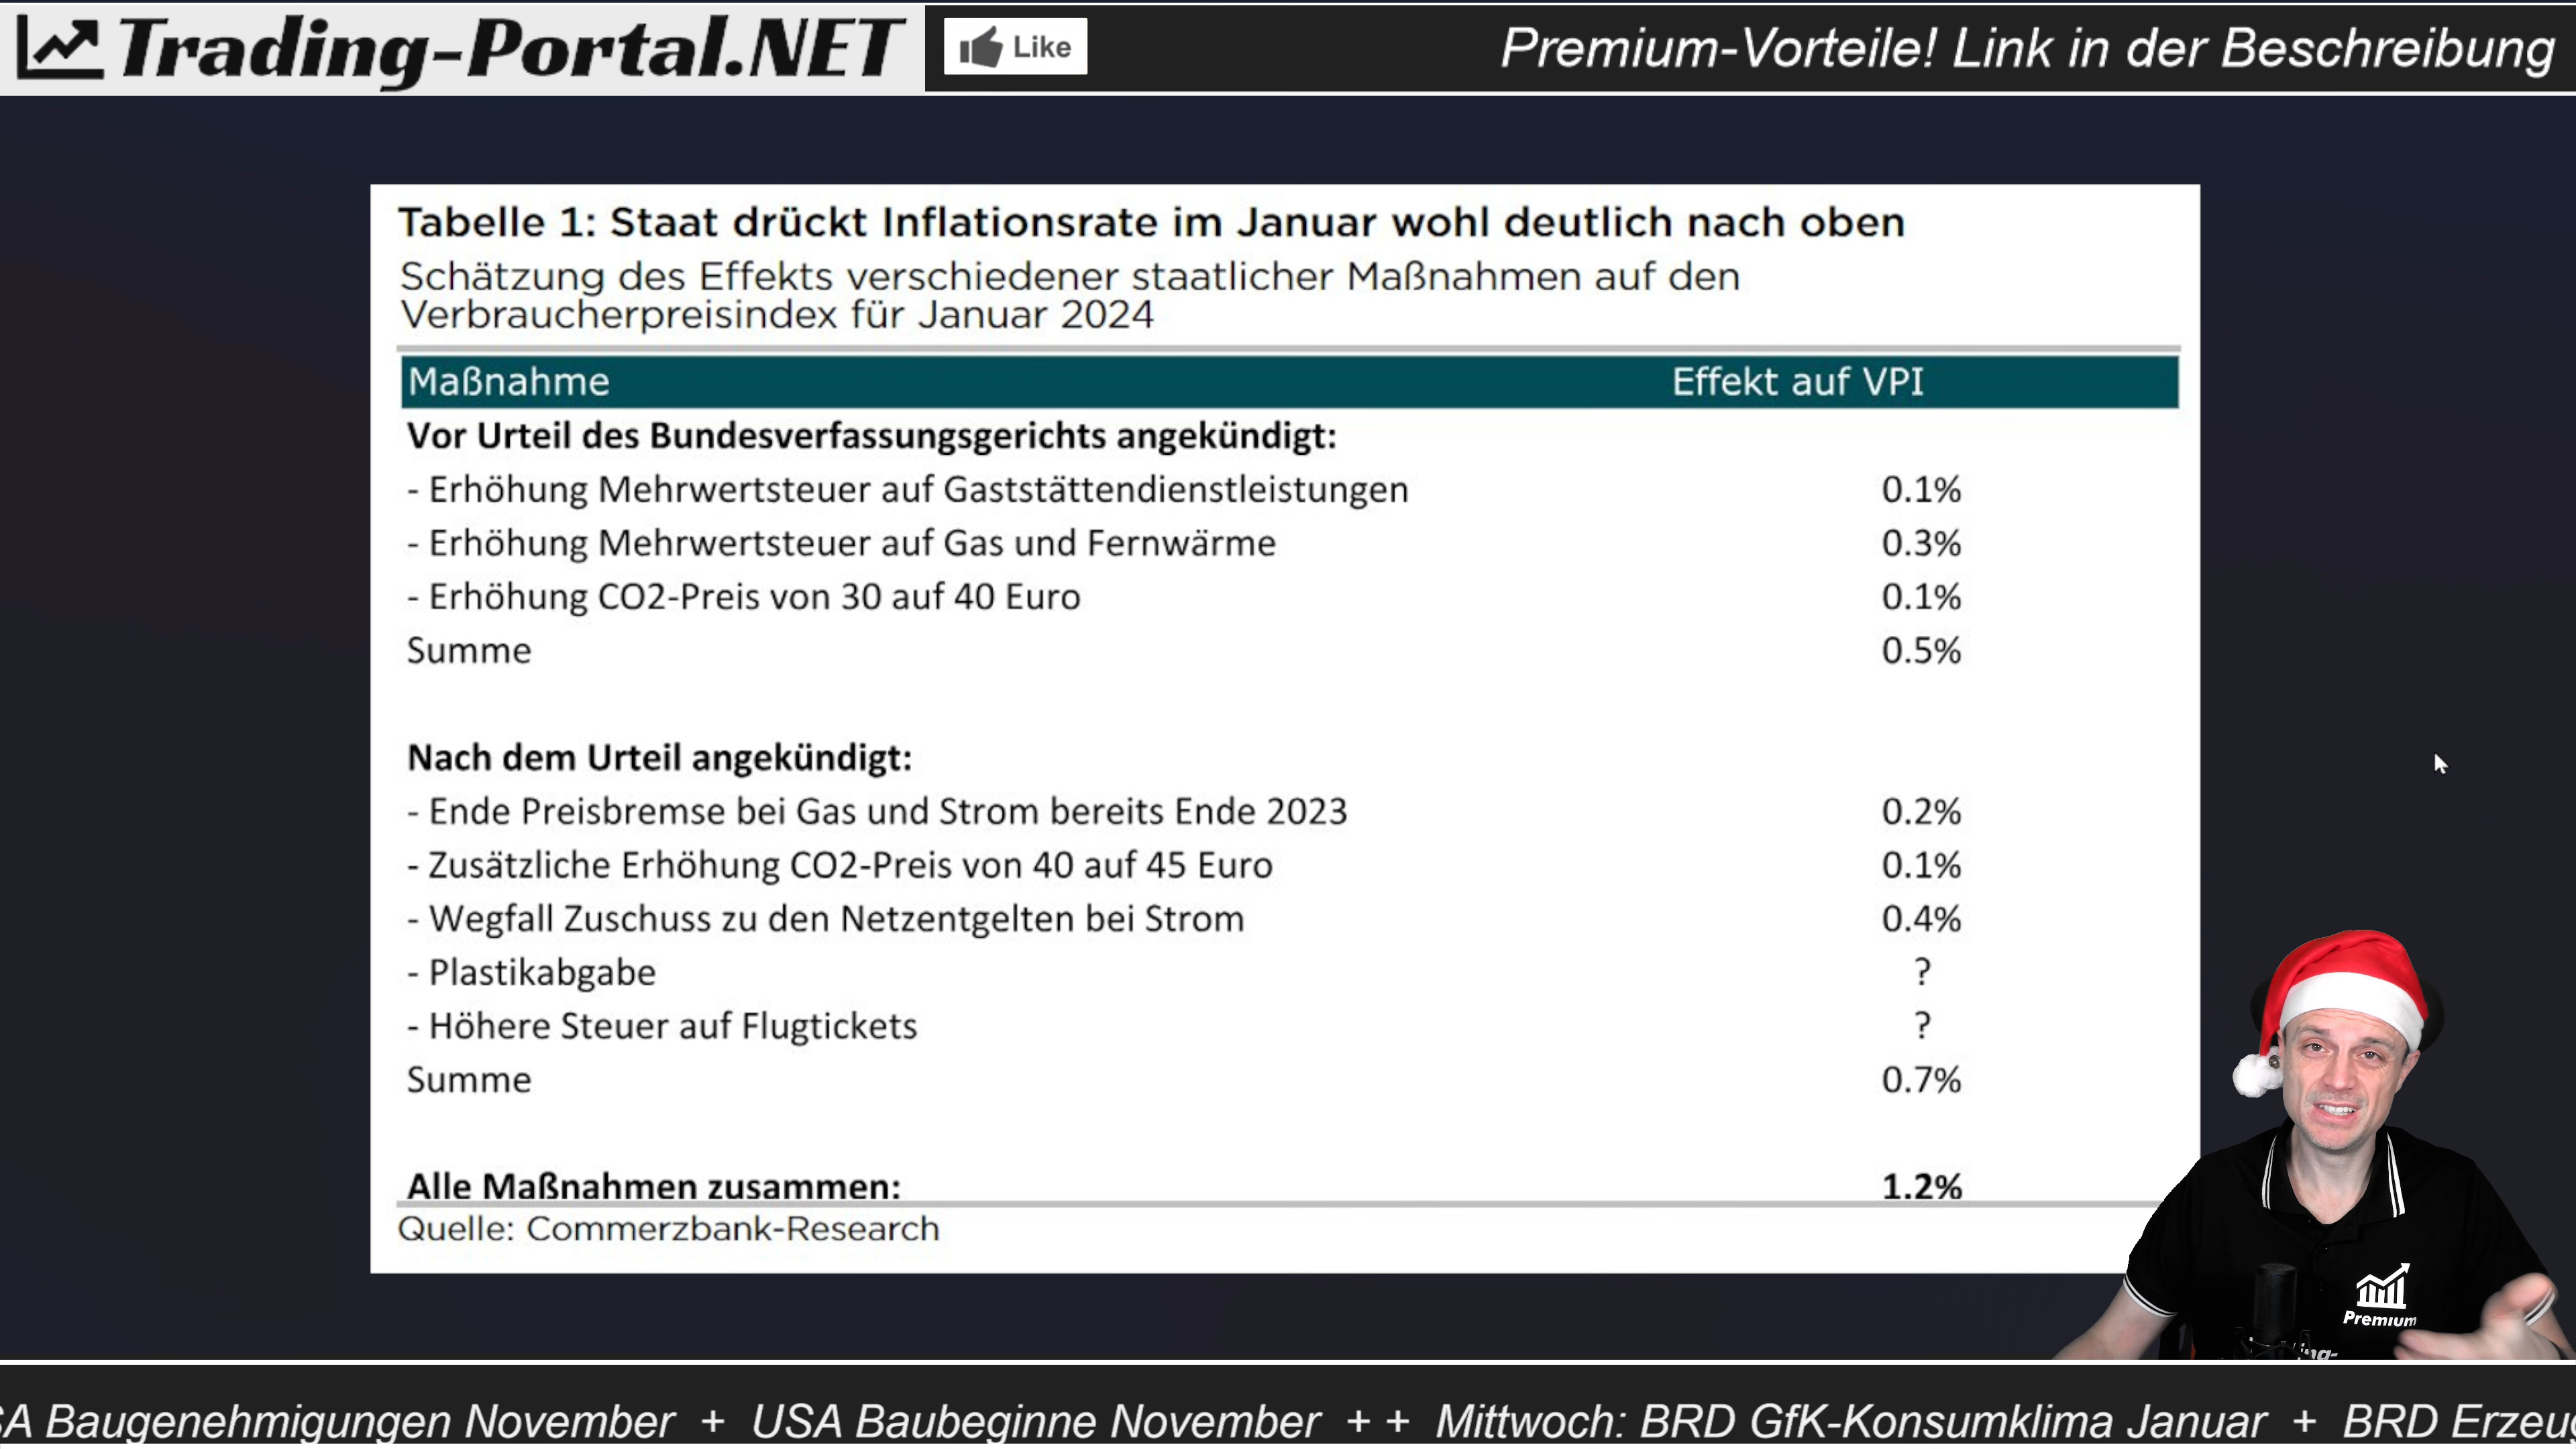 Trading-Portal.NET
Like
Premium-Vorteile! Link in der Beschreibung
Tabelle 1: Staat drückt Inflationsrate im Januar wohl deutlich nach oben
Schätzung des Effekts verschiedener staatlicher Maßnahmen auf den
Verbraucherpreisindex für Januar 2024
Maßnahme Effekt auf VPI
Vor Urteil des Bundesverfassungsgerichts angekündigt:
- Erhöhung Mehrwertsteuer auf Gaststättendienstleistungen 0.1%
- Erhöhung Mehrwertsteuer auf Gas und Fernwärme 0.3%
- Erhöhung CO2-Preis von 30 auf 40 Euro 0.1%
Summe 0.5%
Nach dem Urteil angekündigt:
- Ende Preisbremse bei Gas und Strom bereits Ende 2023 0.2%
- Zusätzliche Erhöhung CO2-Preis von 40 auf 45 Euro 0.1%
- Wegfall Zuschuss zu den Netzentgelten bei Strom 0.4%
- Plastikabgabe ?
- Höhere Steuer auf Flugtickets ?
Summe 0.7%
Alle Maßnahmen zusammen: 1.2%
Quelle: Commerzbank-Research
Premium
Baugenehmigungen November + USA Baubeginne November + + Mittwoch: BRD GfK-Konsumklima Januar + BRD